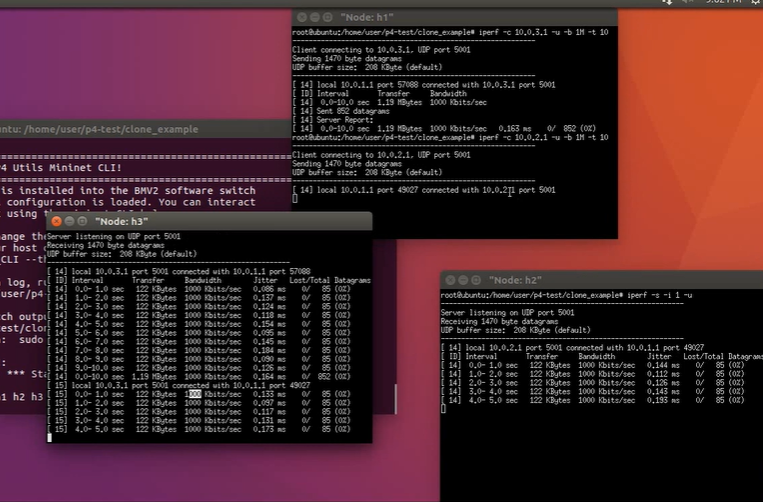 "Node: h1"
root@ubuntu:/home/user/p4-test/clone_example# iperf -c 10.0.3.1 -u -b 1M -t 10
------------------------------------------------------------
Client connecting to 10.0.3.1, UDP port 5001
Sending 1470 byte datagrams
UDP buffer size: 208 KByte (default)
------------------------------------------------------------
[ 14] local 10.0.1.1 port 57088 connected with 10.0.3.1 port 5001
[ ID] Interval Transfer Bandwidth
[ 14] 0.0-10.0 sec 1.19 MBytes 1000 Kbits/sec
[ 14] Sent 852 datagrams
[ 14] Server Report:
[ 14] 0.0-10.0 sec 1.19 MBytes 1000 Kbits/sec 0.163 ms 0/ 852 (0%)
root@ubuntu:/home/user/p4-test/clone_example# iperf -c 10.0.2.1 -u -b 1M -t 10
------------------------------------------------------------
Client connecting to 10.0.2.1, UDP port 5001
Sending 1470 byte datagrams
UDP buffer size: 208 KByte (default)
------------------------------------------------------------
[ 14] local 10.0.1.1 port 49027 connected with 10.0.2.1 port 5001
ntu: /home/user/p4-test/clone_example
4 Utils Mininet CLI!
is installed into the BMV2 software switch
configuration is loaded. You can interact
using the
ange the
ur host
_CLI --th
log, ru
user/p4-
tch outp
test/clo
n: sudo
:
*** Sta
h1 h2 h3
"Node: h3"
Server listening on UDP port 5001
Receiving 1470 byte datagrams
UDP buffer size: 208 KByte (default)
------------------------------------------------------------
[ 14] local 10.0.3.1 port 5001 connected with 10.0.1.1 port 57088
[ ID] Interval Transfer Bandwidth Jitter Lost/Total Datagrams
[ 14] 0.0- 1.0 sec 122 KBytes 1000 Kbits/sec 0.086 ms 0/ 85 (0%)
[ 14] 1.0- 2.0 sec 122 KBytes 1000 Kbits/sec 0.137 ms 0/ 85 (0%)
[ 14] 2.0- 3.0 sec 122 KBytes 1000 Kbits/sec 0.124 ms 0/ 85 (0%)
[ 14] 3.0- 4.0 sec 122 KBytes 1000 Kbits/sec 0.118 ms 0/ 85 (0%)
[ 14] 4.0- 5.0 sec 122 KBytes 1000 Kbits/sec 0.154 ms 0/ 85 (0%)
[ 14] 5.0- 6.0 sec 122 KBytes 1000 Kbits/sec 0.095 ms 0/ 85 (0%)
[ 14] 6.0- 7.0 sec 122 KBytes 1000 Kbits/sec 0.145 ms 0/ 85 (0%)
[ 14] 7.0- 8.0 sec 122 KBytes 1000 Kbits/sec 0.184 ms 0/ 85 (0%)
[ 14] 8.0- 9.0 sec 122 KBytes 1000 Kbits/sec 0.090 ms 0/ 85 (0%)
[ 14] 9.0-10.0 sec 122 KBytes 1000 Kbits/sec 0.126 ms 0/ 85 (0%)
[ 14] 0.0-10.0 sec 1.19 MBytes 1000 Kbits/sec 0.164 ms 0/ 852 (0%)
[ 15] local 10.0.3.1 port 5001 connected with 10.0.1.1 port 49027
[ 15] 0.0- 1.0 sec 122 KBytes 1000 Kbits/sec 0.133 ms 0/ 85 (0%)
[ 15] 1.0- 2.0 sec 122 KBytes 1000 Kbits/sec 0.097 ms 0/ 85 (0%)
[ 15] 2.0- 3.0 sec 122 KBytes 1000 Kbits/sec 0.117 ms 0/ 85 (0%)
[ 15] 3.0- 4.0 sec 122 KBytes 1000 Kbits/sec 0.131 ms 0/ 85 (0%)
[ 15] 4.0- 5.0 sec 122 KBytes 1000 Kbits/sec 0.173 ms 0/ 85 (0%)
"Node: h2"
root@ubuntu:/home/user/p4-test/clone_example# iperf -s -i 1 -u
------------------------------------------------------------
Server listening on UDP port 5001
Receiving 1470 byte datagrams
UDP buffer size: 208 KByte (default)
------------------------------------------------------------
[ 14] local 10.0.2.1 port 5001 connected with 10.0.1.1 port 49027
[ ID] Interval Transfer Bandwidth Jitter Lost/Total Datagrams
[ 14] 0.0- 1.0 sec 122 KBytes 1000 Kbits/sec 0.144 ms 0/ 85 (0%)
[ 14] 1.0- 2.0 sec 122 KBytes 1000 Kbits/sec 0.112 ms 0/ 85 (0%)
[ 14] 2.0- 3.0 sec 122 KBytes 1000 Kbits/sec 0.126 ms 0/ 85 (0%)
[ 14] 3.0- 4.0 sec 122 KBytes 1000 Kbits/sec 0.143 ms 0/ 85 (0%)
[ 14] 4.0- 5.0 sec 122 KBytes 1000 Kbits/sec 0.193 ms 0/ 85 (0%)